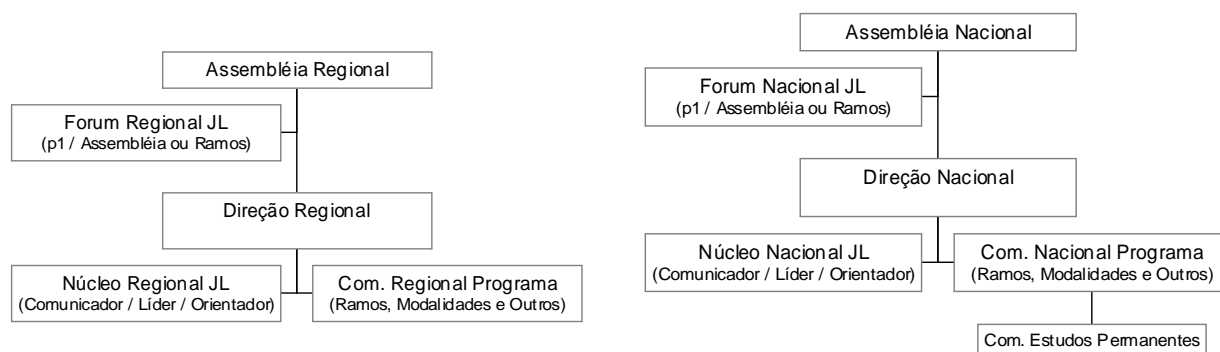 Assembléia Regional
Forum Regional JL
(p1 / Assembléia ou Ramos)
Direção Regional
Núcleo Regional JL
(Comunicador / Líder / Orientador)
Com. Regional Programa
(Ramos, Modalidades e Outros)
Assembléia Nacional
Forum Nacional JL
(p1 / Assembléia ou Ramos)
Direção Nacional
Núcleo Nacional JL
(Comunicador / Líder / Orientador)
Com. Nacional Programa
(Ramos, Modalidades e Outros)
Com. Estudos Permanentes